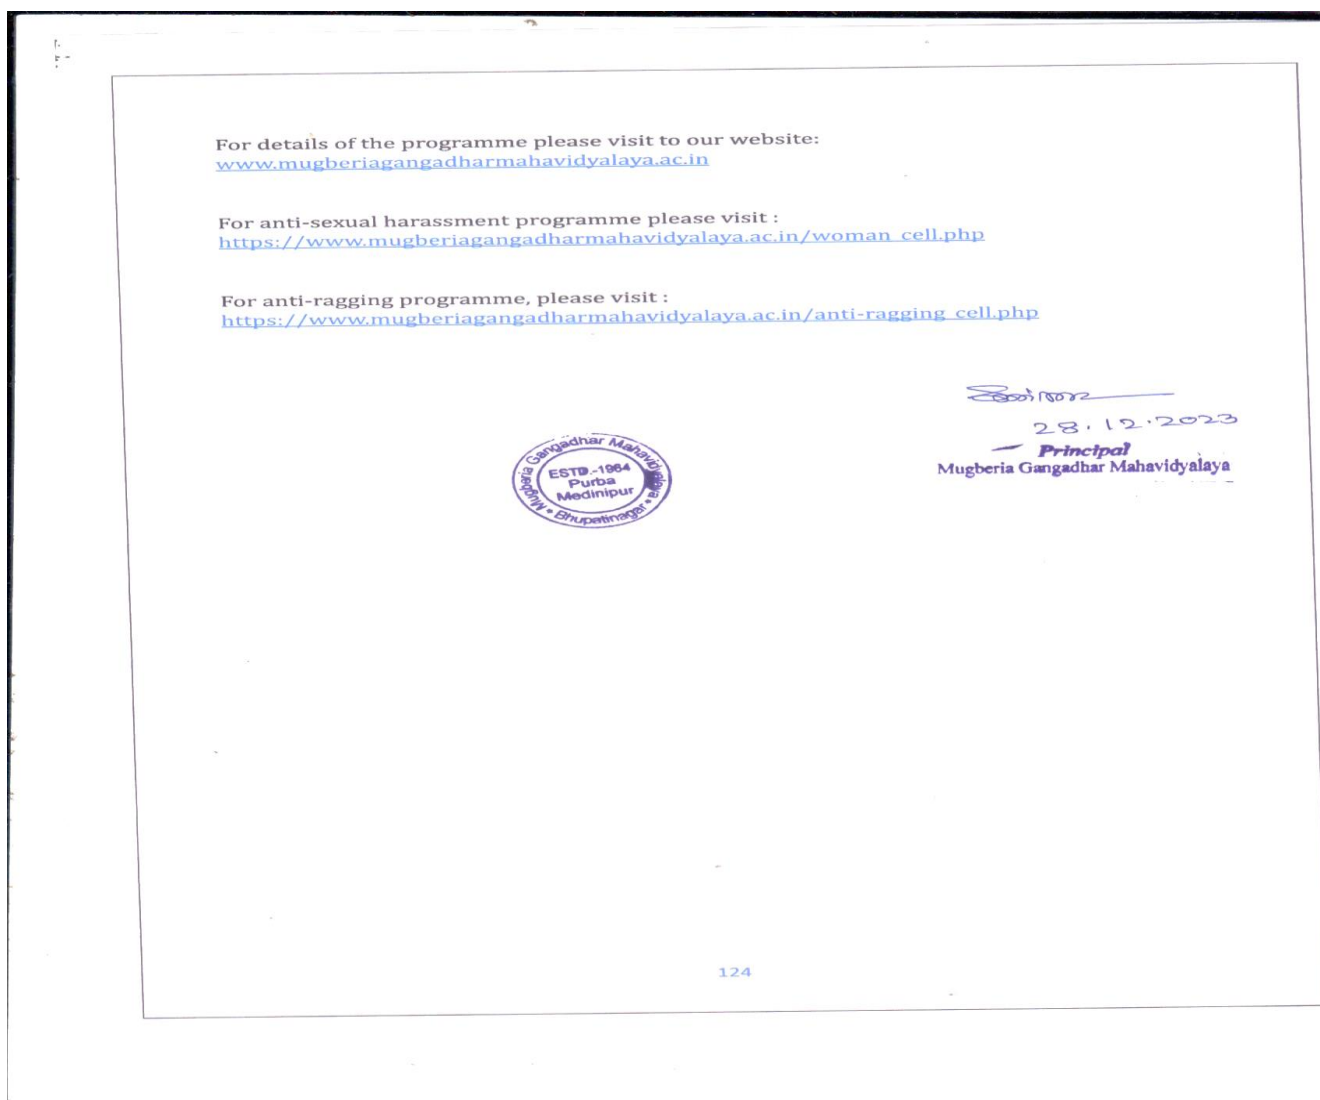 For details of the programme please visit to our website:
www.mugberiagangadharmahavidyalaya.ac.in
For anti-sexual harassment programme please visit :
https://www.mugberiagangadharmahavidyalaya.ac.in/woman_cell.php
For anti-ragging programme, please visit :
https://www.mugberiagangadharmahavidyalaya.ac.in/anti-ragging_cell.php
28.12.2023
Principal
Mugberia Gangadhar Mahavidyalaya
Mugberia Gangadhar Mahavidyalaya
ESTD.-1964
Purba
Medinipur
* Bhupatinagar *
124